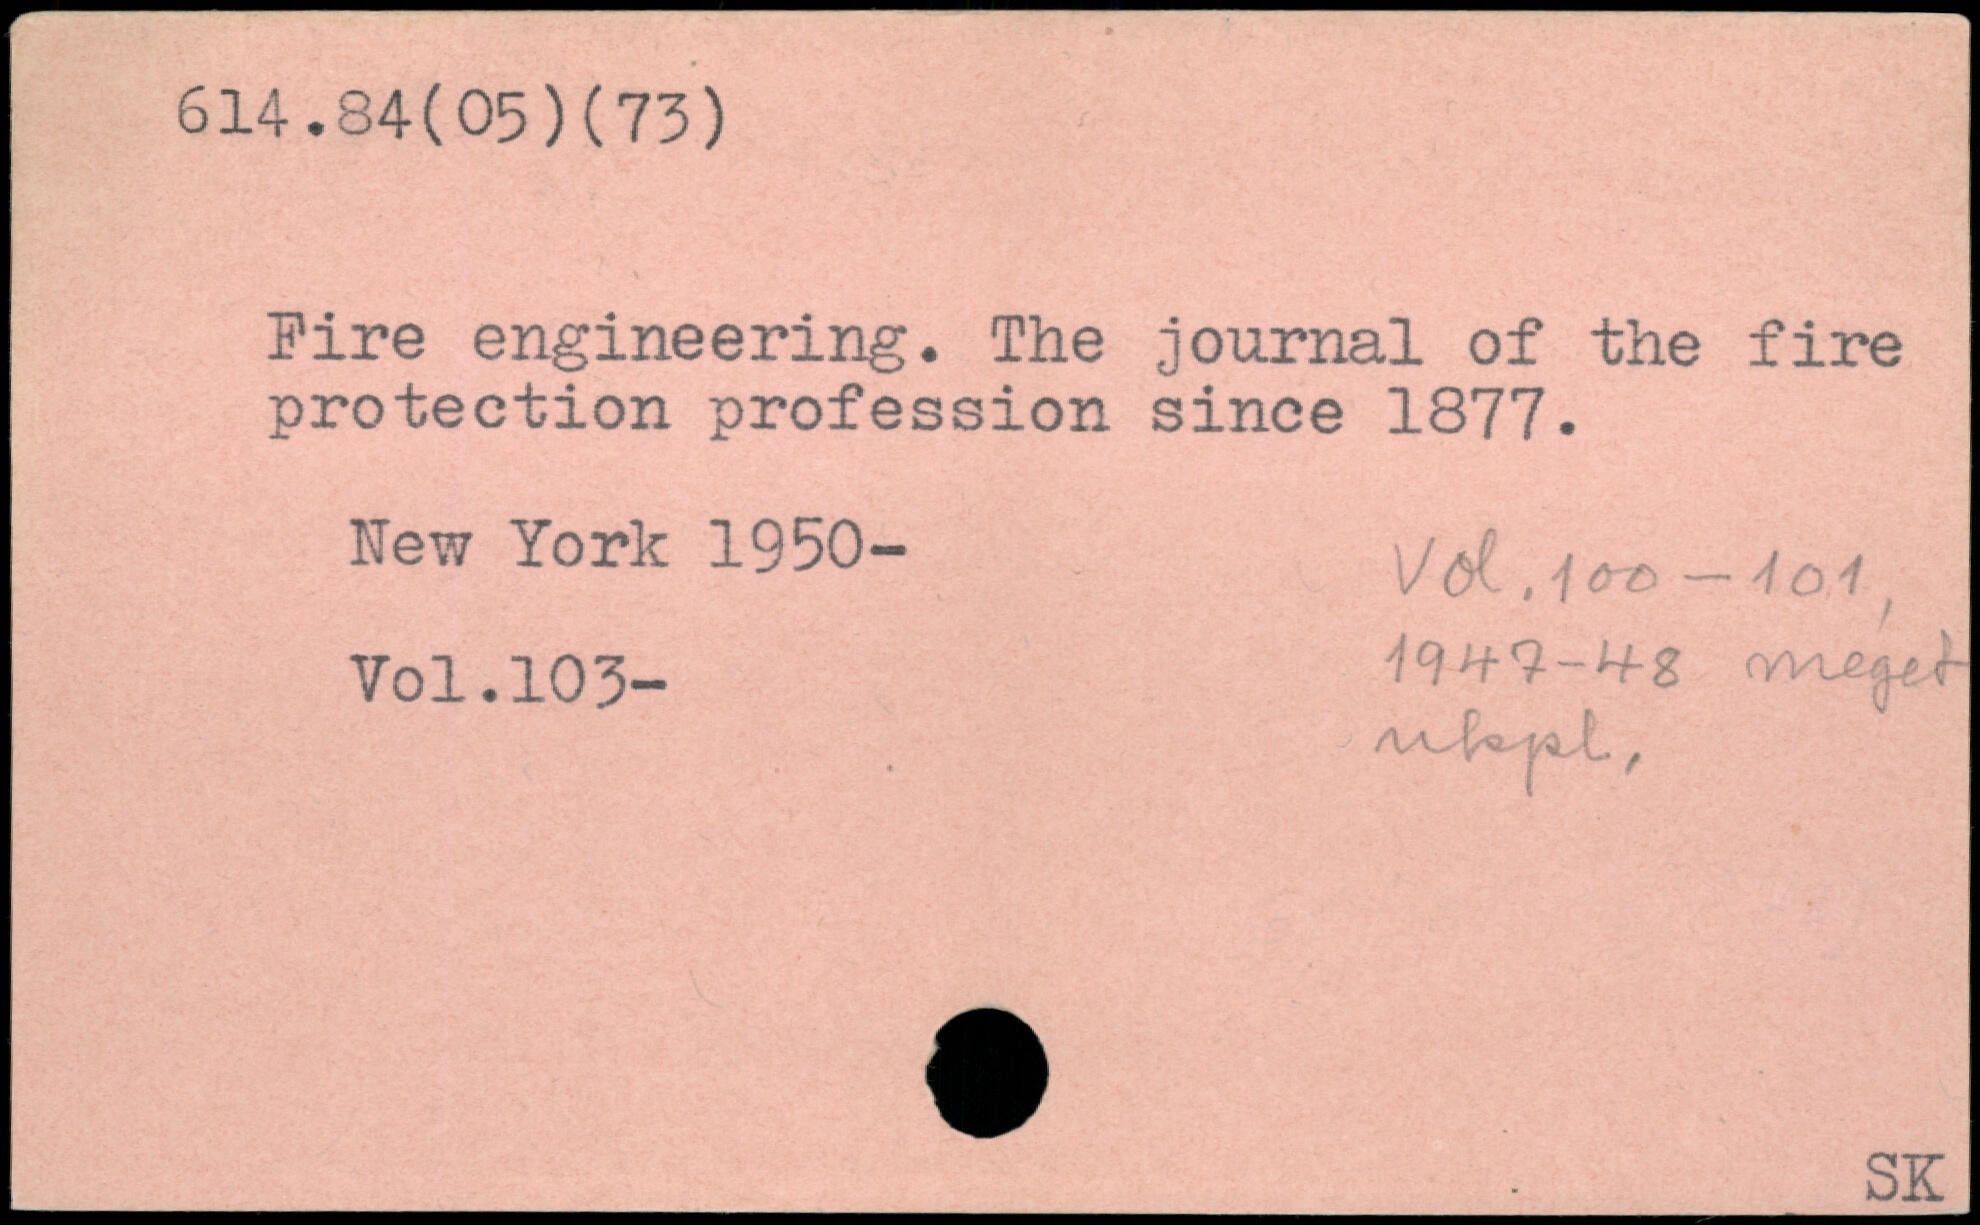 614.84(05)(73)
Fire engineering. The journal of the fire
protection profession since 1877.
New York 1950-
Vol.103-
Vol. 100-101,
1947-48 meget
ukpl.
SK